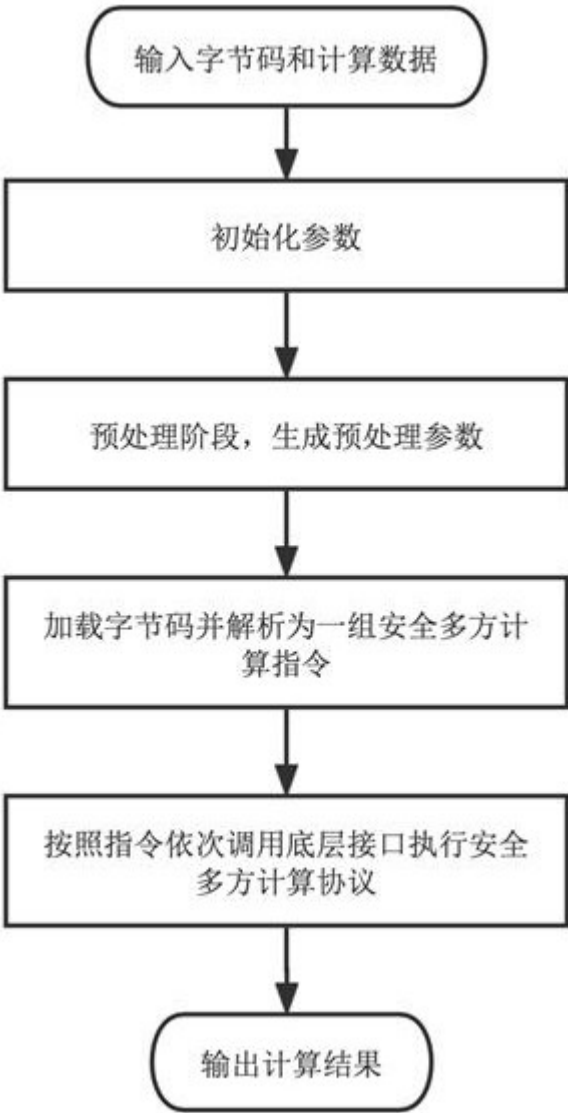 输入字节码和计算数据
初始化参数
预处理阶段，生成预处理参数
加载字节码并解析为一组安全多方计
算指令
按照指令依次调用底层接口执行安全
多方计算协议
输出计算结果